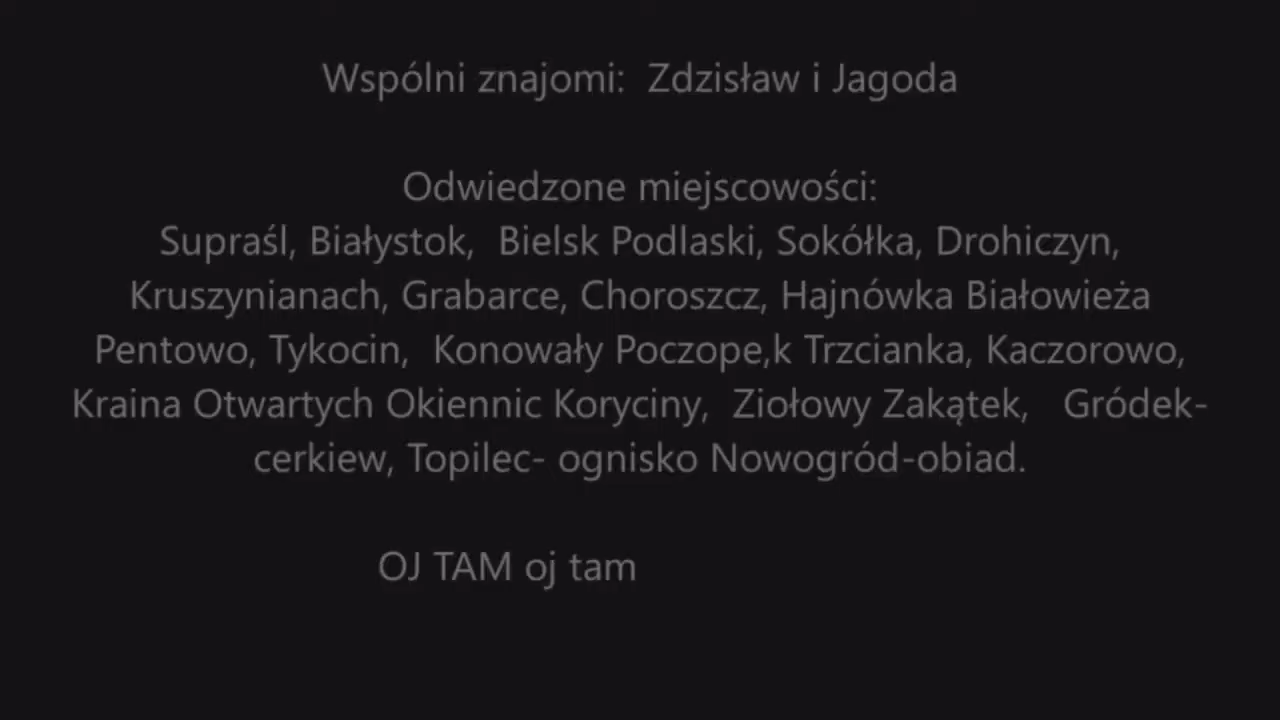 Wspólni znajomi:  Zdzisław i Jagoda
Odwiedzone miejscowości:
Supraśl, Białystok,  Bielsk Podlaski, Sokółka, Drohiczyn,
Kruszynianach, Grabarce, Choroszcz, Hajnówka Białowieża
Pentowo, Tykocin,  Konowały Poczope,k Trzcianka, Kaczorowo,
Kraina Otwartych Okiennic Koryciny,  Ziołowy Zakątek,   Gródek-
cerkiew, Topilec- ognisko Nowogród-obiad.
OJ TAM oj tam